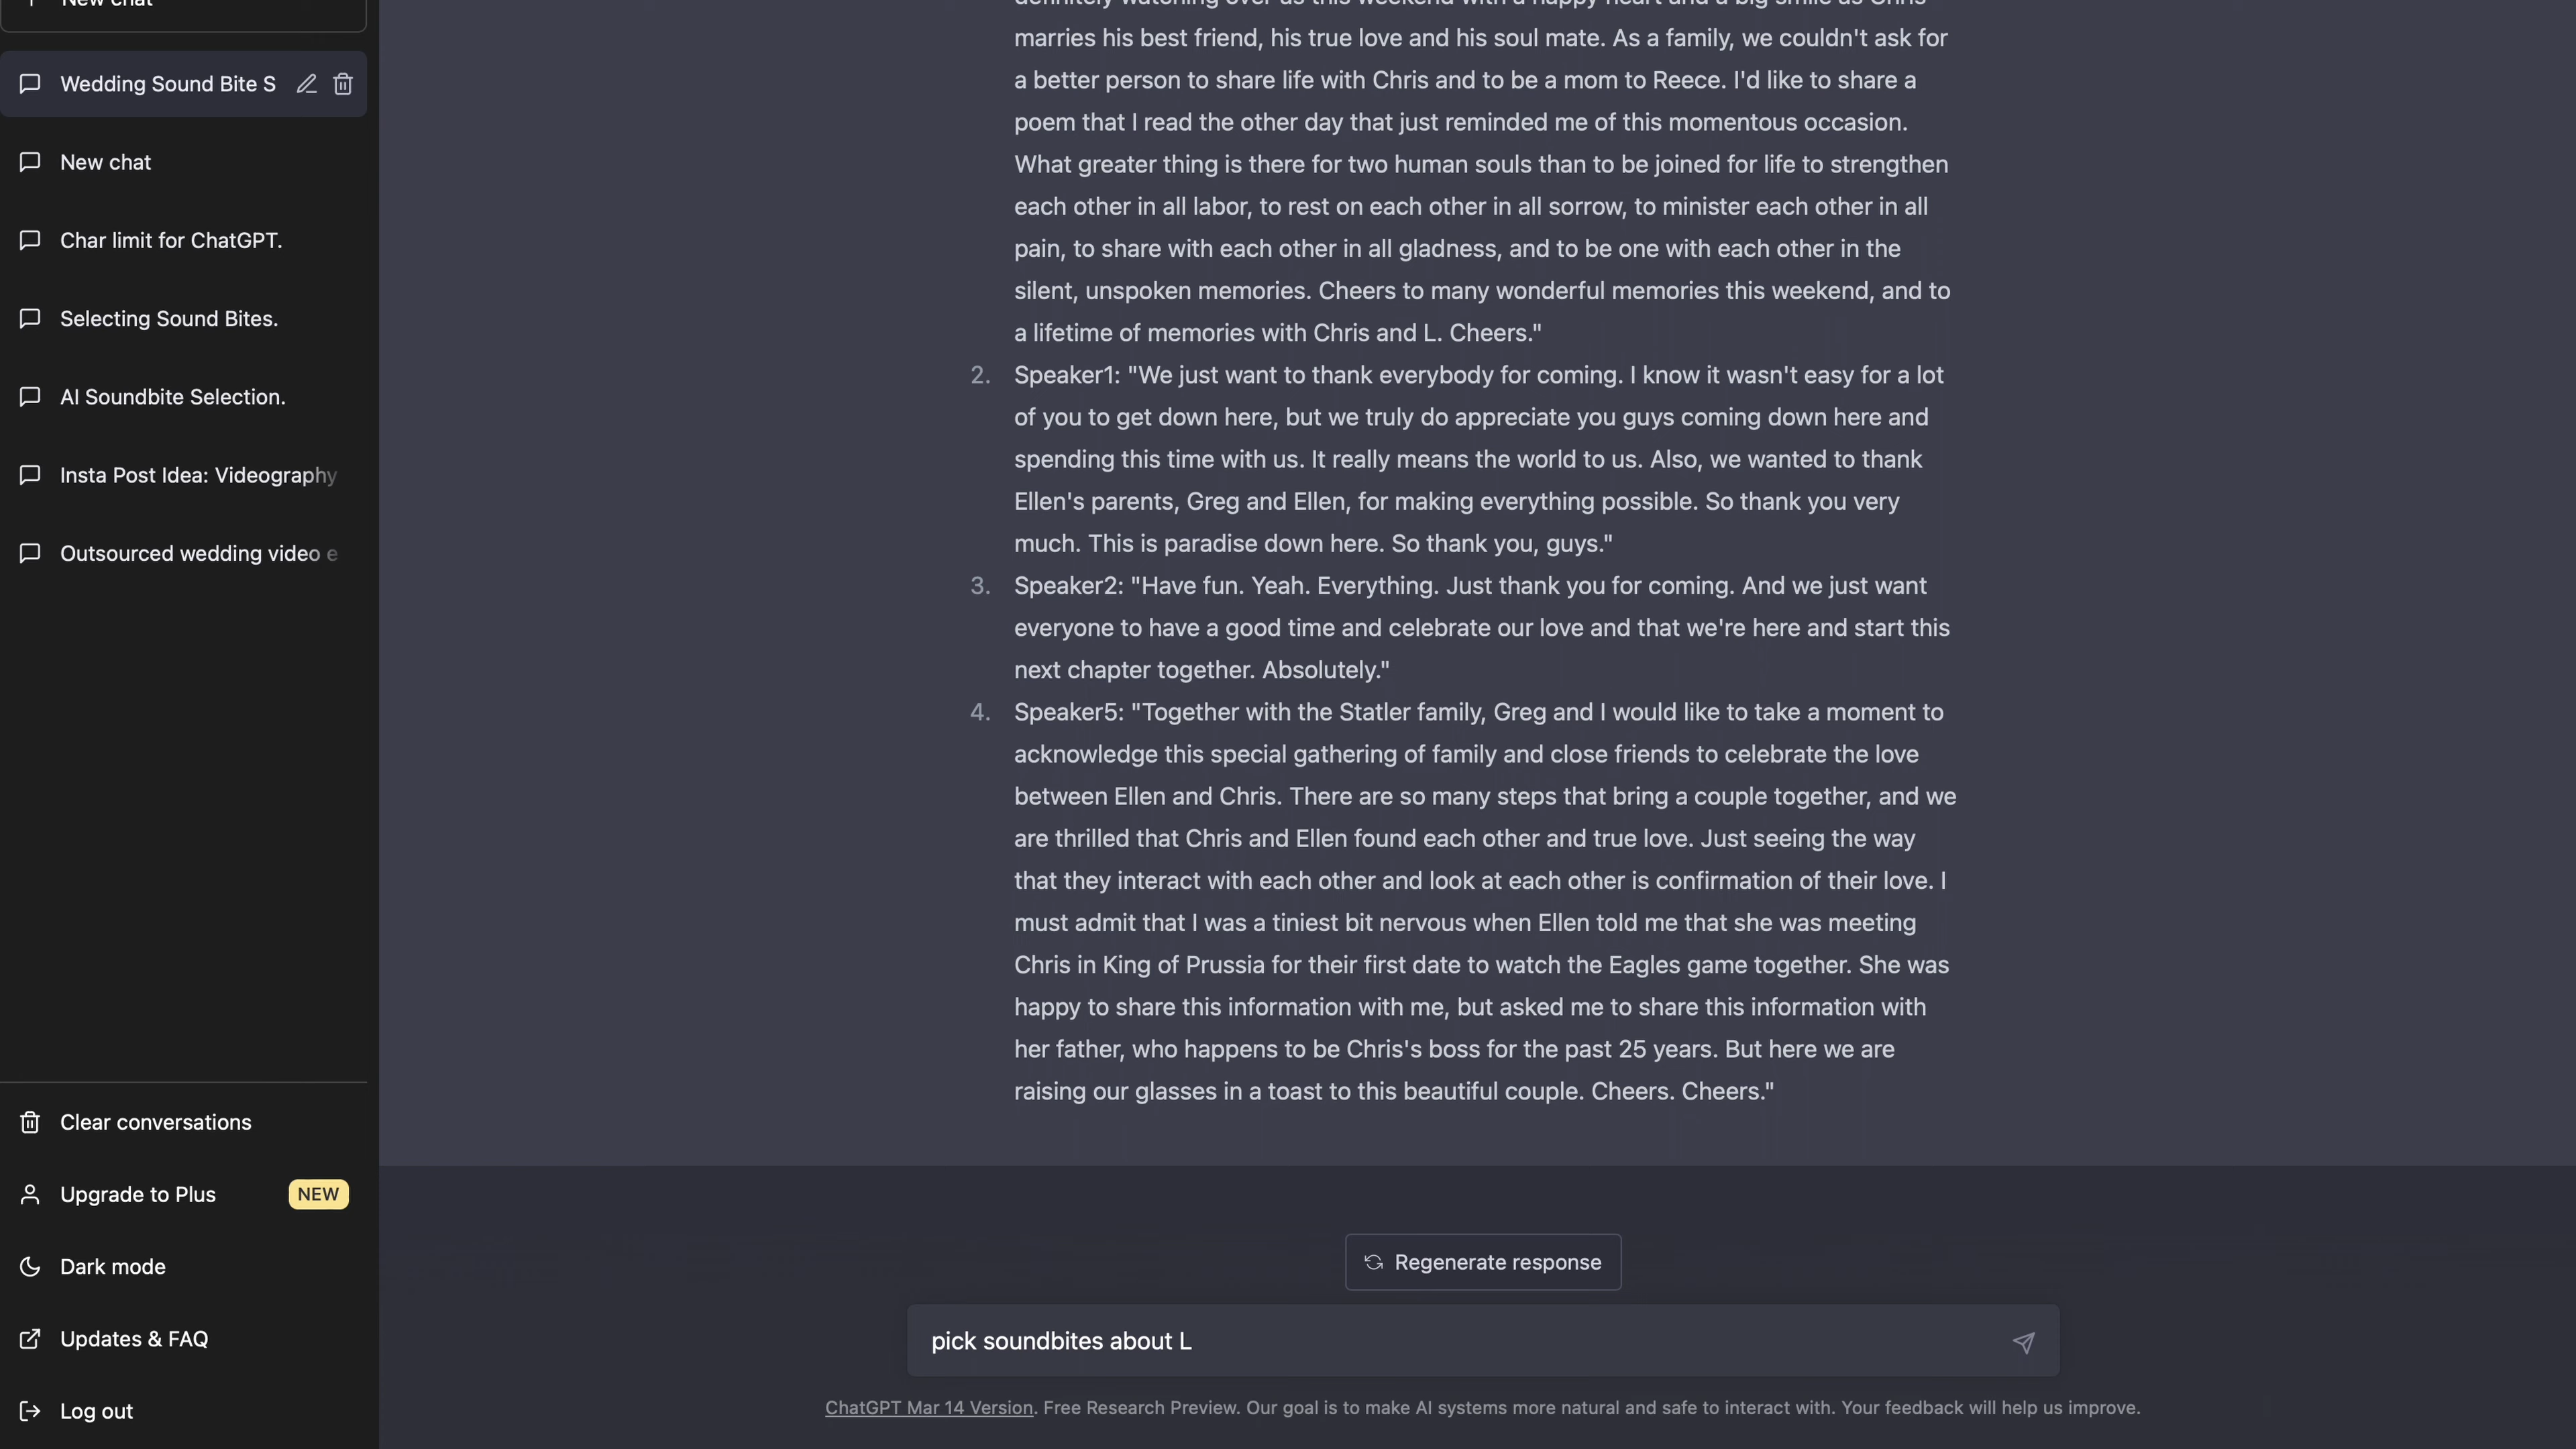 New chat
Wedding Sound Bite S
New chat
Char limit for ChatGPT.
Selecting Sound Bites.
AI Soundbite Selection.
Insta Post Idea: Videography
Outsourced wedding video e
Clear conversations
Upgrade to Plus NEW
Dark mode
Updates & FAQ
Log out
definitely watching over us this weekend with a happy heart and a big smile as Chris
marries his best friend, his true love and his soul mate. As a family, we couldn't ask for
a better person to share life with Chris and to be a mom to Reece. I'd like to share a
poem that I read the other day that just reminded me of this momentous occasion.
What greater thing is there for two human souls than to be joined for life to strengthen
each other in all labor, to rest on each other in all sorrow, to minister each other in all
pain, to share with each other in all gladness, and to be one with each other in the
silent, unspoken memories. Cheers to many wonderful memories this weekend, and to
a lifetime of memories with Chris and L. Cheers."
2. Speaker1: "We just want to thank everybody for coming. I know it wasn't easy for a lot
of you to get down here, but we truly do appreciate you guys coming down here and
spending this time with us. It really means the world to us. Also, we wanted to thank
Ellen's parents, Greg and Ellen, for making everything possible. So thank you very
much. This is paradise down here. So thank you, guys."
3. Speaker2: "Have fun. Yeah. Everything. Just thank you for coming. And we just want
everyone to have a good time and celebrate our love and that we're here and start this
next chapter together. Absolutely."
4. Speaker5: "Together with the Statler family, Greg and I would like to take a moment to
acknowledge this special gathering of family and close friends to celebrate the love
between Ellen and Chris. There are so many steps that bring a couple together, and we
are thrilled that Chris and Ellen found each other and true love. Just seeing the way
that they interact with each other and look at each other is confirmation of their love. I
must admit that I was a tiniest bit nervous when Ellen told me that she was meeting
Chris in King of Prussia for their first date to watch the Eagles game together. She was
happy to share this information with me, but asked me to share this information with
her father, who happens to be Chris's boss for the past 25 years. But here we are
raising our glasses in a toast to this beautiful couple. Cheers. Cheers."
Regenerate response
pick soundbites about L
ChatGPT Mar 14 Version. Free Research Preview. Our goal is to make AI systems more natural and safe to interact with. Your feedback will help us improve.